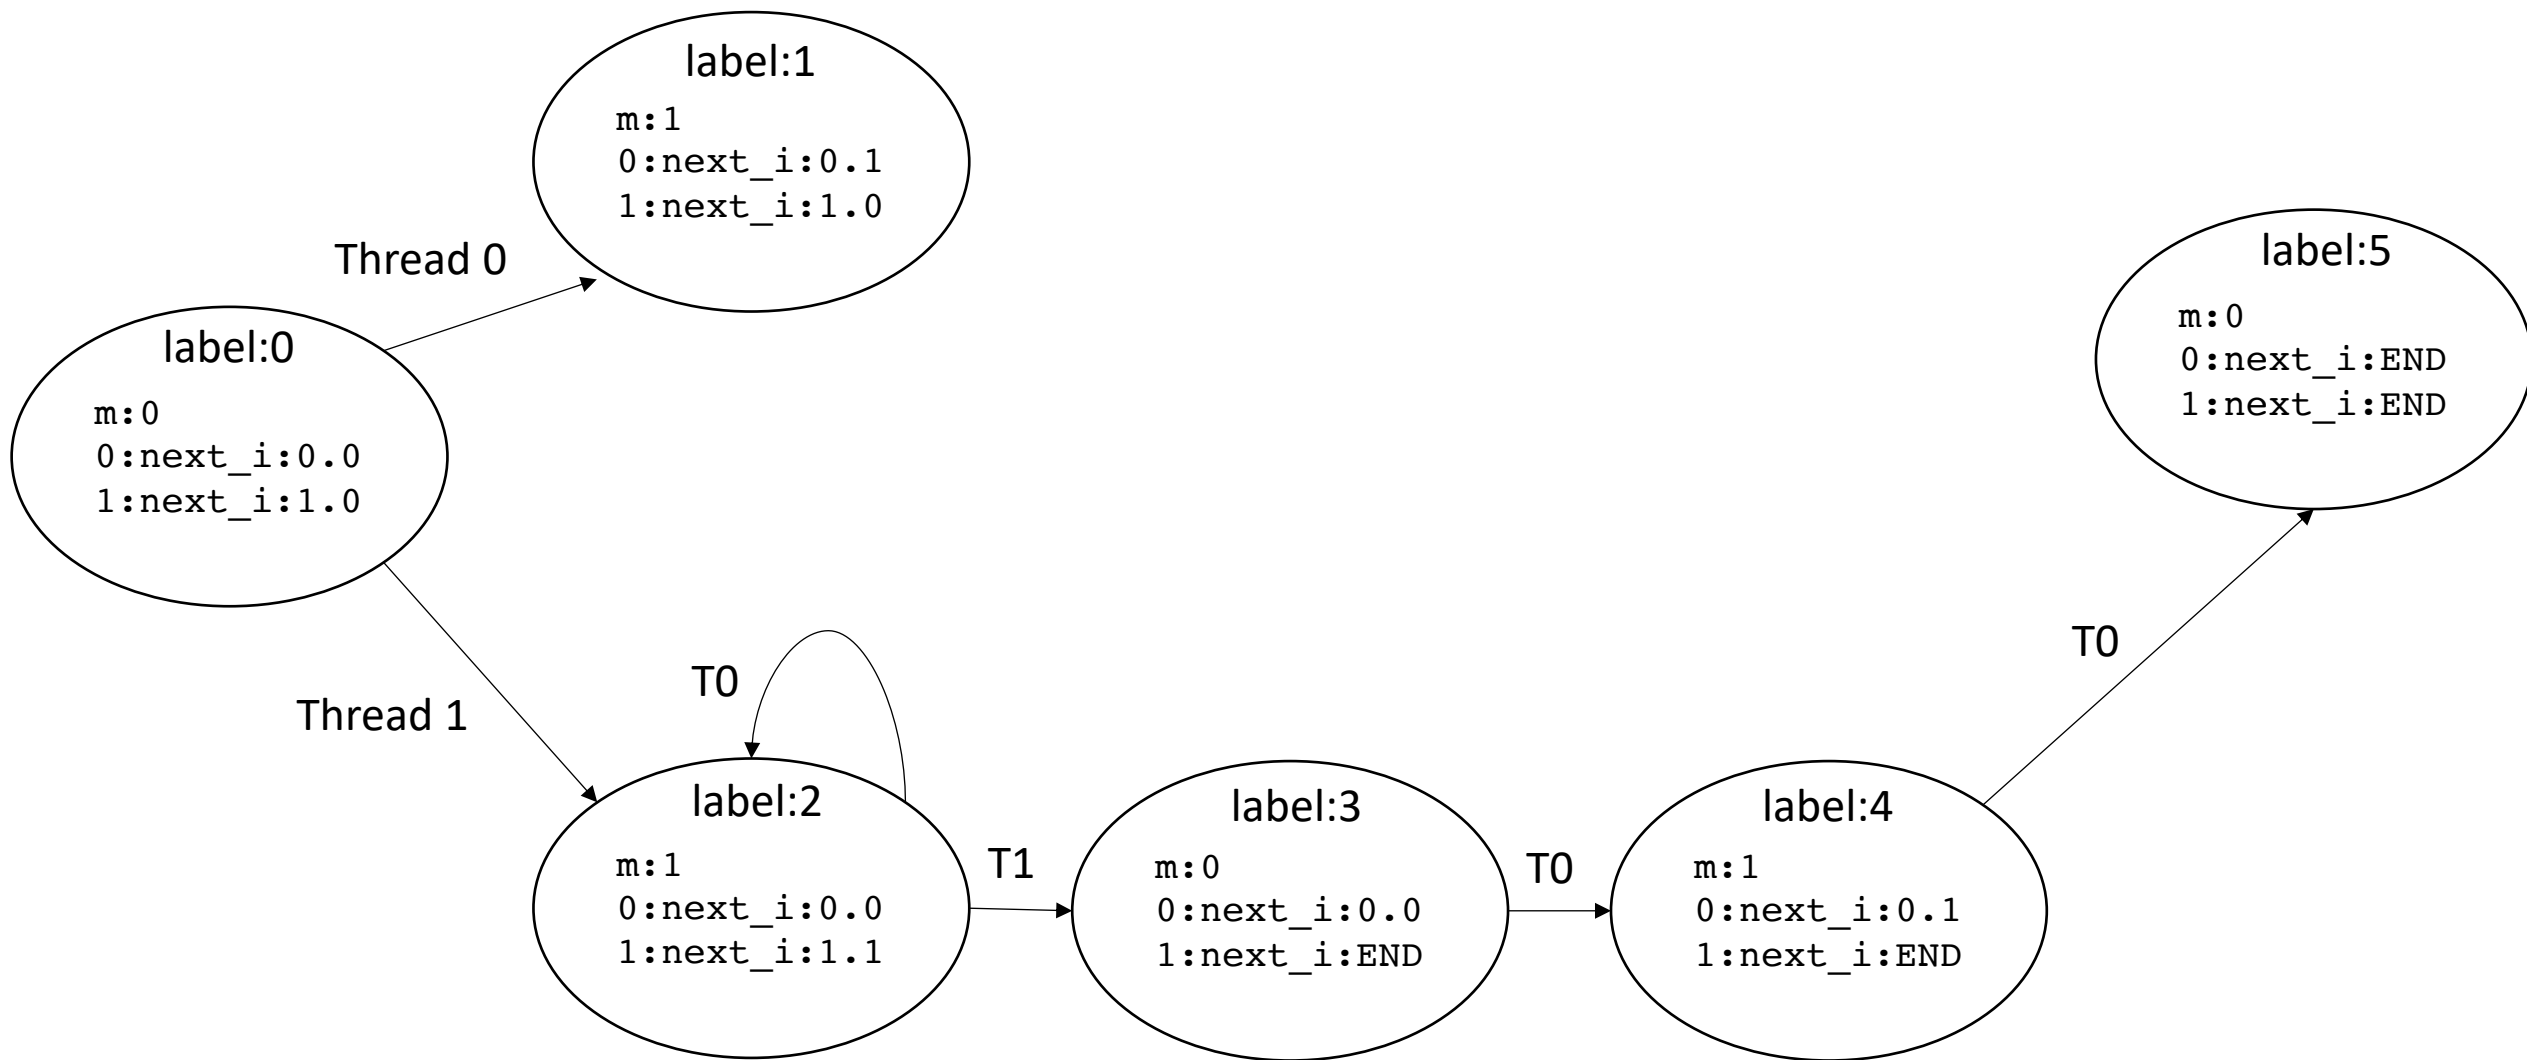 label:1
m:1
0:next_i:0.1
1:next_i:1.0
Thread 0
label:0
m:0
0:next_i:0.0
1:next_i:1.0
label:5
m:0
0:next_i:END
1:next_i:END
Thread 1
T0
label:2
m:1
0:next_i:0.0
1:next_i:1.1
T1
label:3
m:0
0:next_i:0.0
1:next_i:END
T0
label:4
m:1
0:next_i:0.1
1:next_i:END
T0